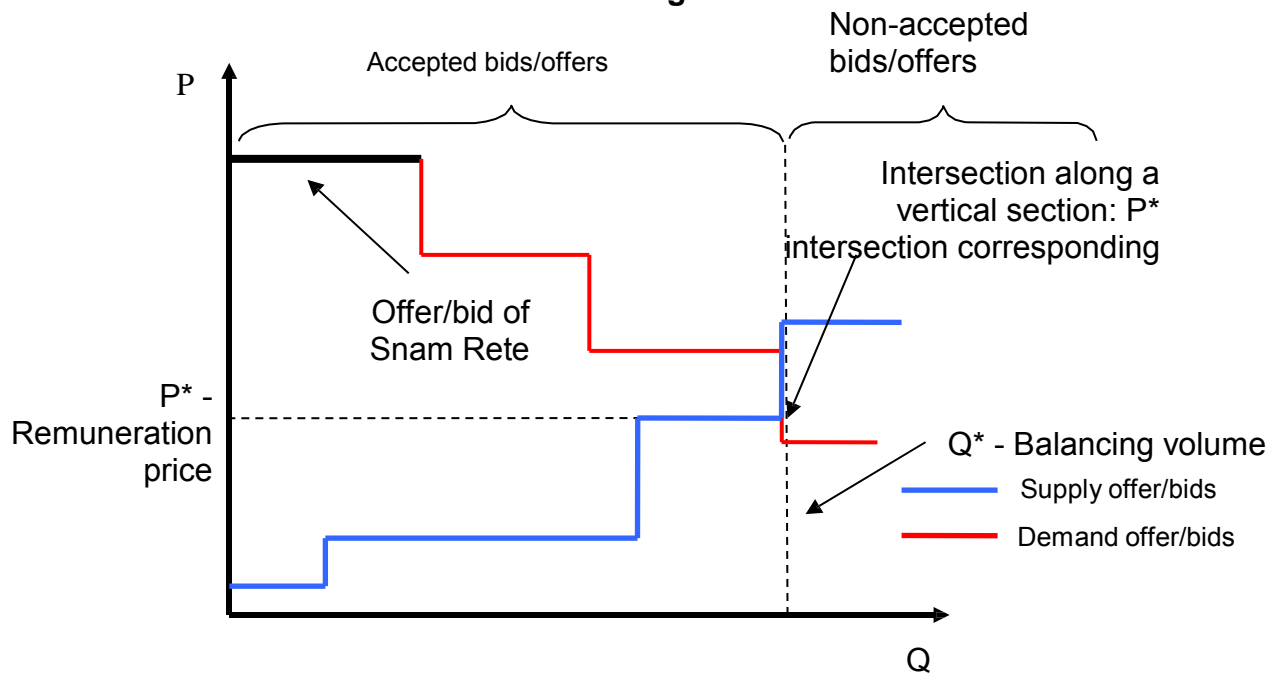 g
Non-accepted
bids/offers
Accepted bids/offers
P
Intersection along a
vertical section: P*
intersection corresponding
Offer/bid of
Snam Rete
P* -
Remuneration
price
Q* - Balancing volume
Supply offer/bids
Demand offer/bids
Q